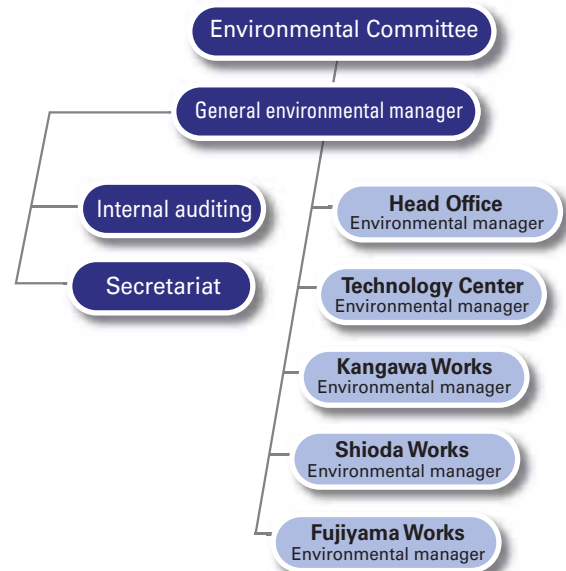 Environmental Committee
General environmental manager
Internal auditing
Secretariat
Head Office
Environmental manager
Technology Center
Environmental manager
Kangawa Works
Environmental manager
Shioda Works
Environmental manager
Fujiyama Works
Environmental manager